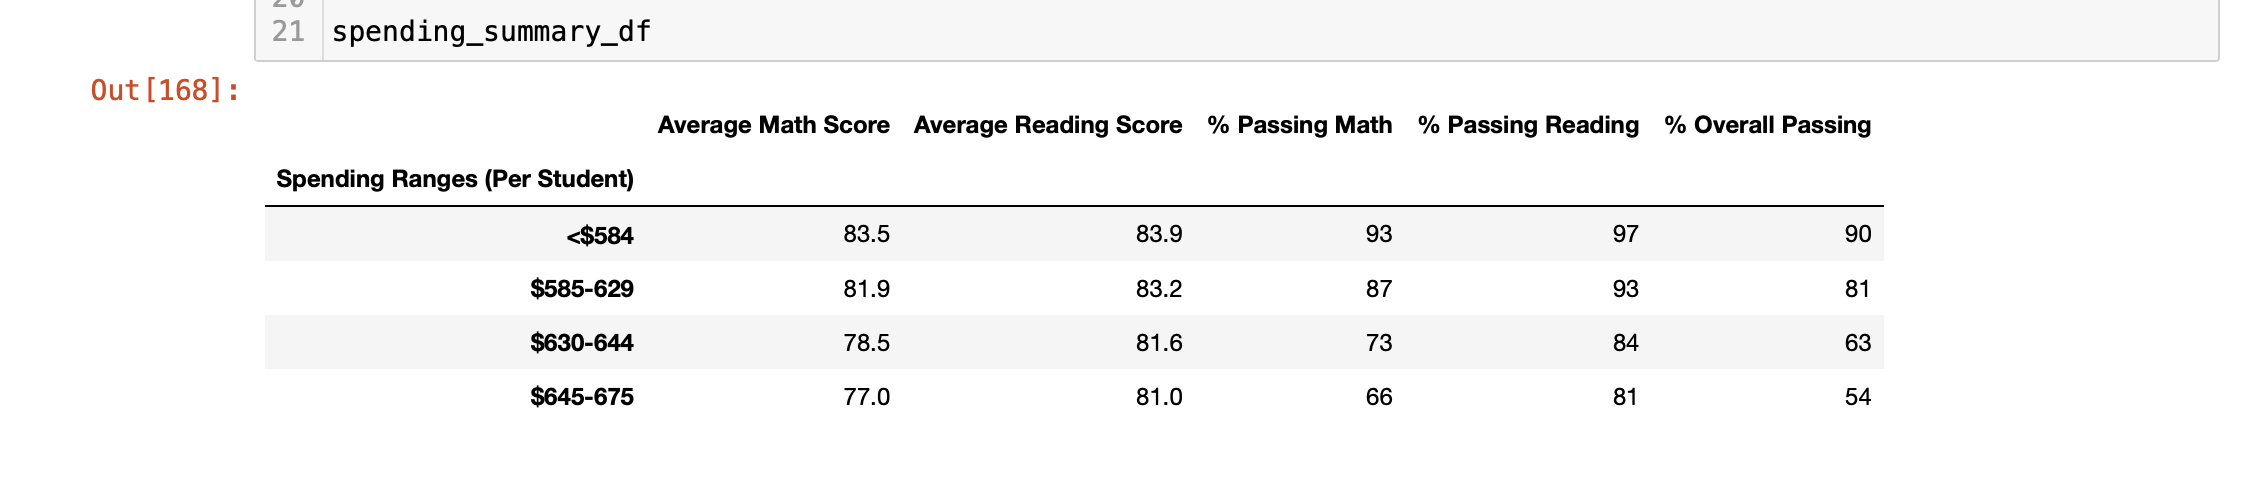 21 spending_summary_df
Out[168]:
Average Math Score Average Reading Score % Passing Math % Passing Reading % Overall Passing
Spending Ranges (Per Student)
<$584 83.5 83.9 93 97 90
$585-629 81.9 83.2 87 93 81
$630-644 78.5 81.6 73 84 63
$645-675 77.0 81.0 66 81 54